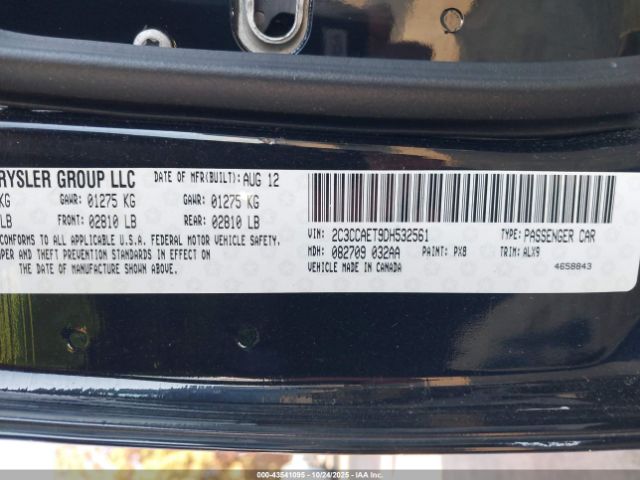 RYSLER GROUP LLC DATE OF MFR(BUILT): AUG 12
KG GAWR: 01275 KG GAWR: 01275 KG
LB FRONT: 02810 LB REAR: 02810 LB
CONFORMS TO ALL APPLICABLE U.S.A. FEDERAL MOTOR VEHICLE SAFETY,
PER AND THEFT PREVENTION STANDARDS IN EFFECT ON
THE DATE OF MANUFACTURE SHOWN ABOVE.
VIN: 2C3CCAET9DH532561 TYPE: PASSENGER CAR
MDH: 082709 032AA PAINT: PX8 TRIM: ALX9
VEHICLE MADE IN CANADA 4658843
© - 43541095 - 10/24/2025 - IAA Inc.